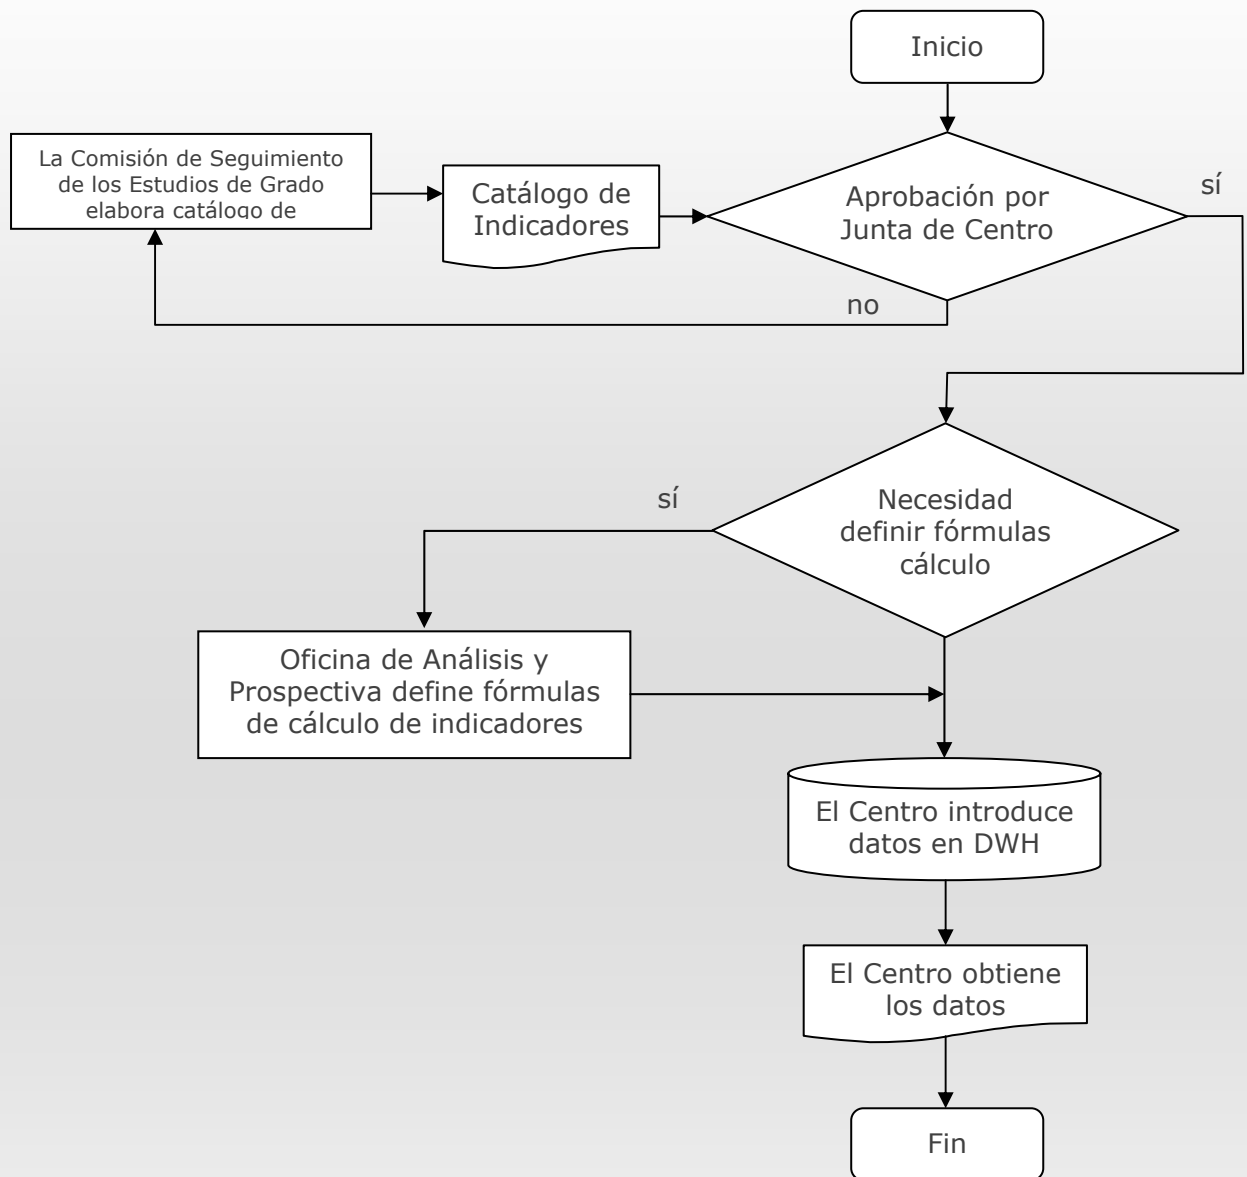 Inicio
La Comisión de Seguimiento
de los Estudios de Grado
elabora catálogo de
Catálogo de
Indicadores
Aprobación por
Junta de Centro
sí
no
sí
Necesidad
definir fórmulas
cálculo
Oficina de Análisis y
Prospectiva define fórmulas
de cálculo de indicadores
El Centro introduce
datos en DWH
El Centro obtiene
los datos
Fin